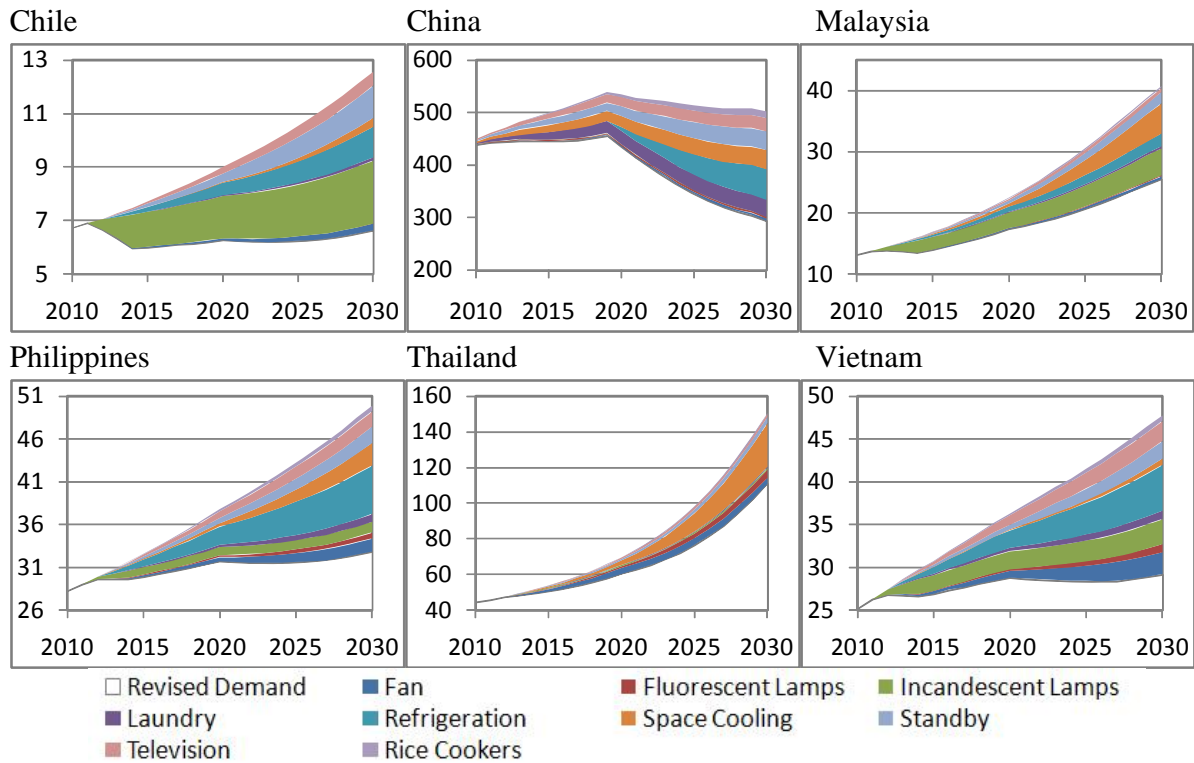 Chile China Malaysia
13 600
11 500 40
9 400 30
7 300 20
5 200 10
2010 2015 2020 2025 2030 2010 2015 2020 2025 2030 2010 2015 2020 2025 2030
Philippines Thailand Vietnam
51 160 50
46 140 45
41 120 40
36 100 35
31 80 30
26 60 25
40
2010 2015 2020 2025 2030 2010 2015 2020 2025 2030 2010 2015 2020 2025 2030
Revised Demand Fan Fluorescent Lamps Incandescent Lamps
Laundry Refrigeration Space Cooling Standby
Television Rice Cookers